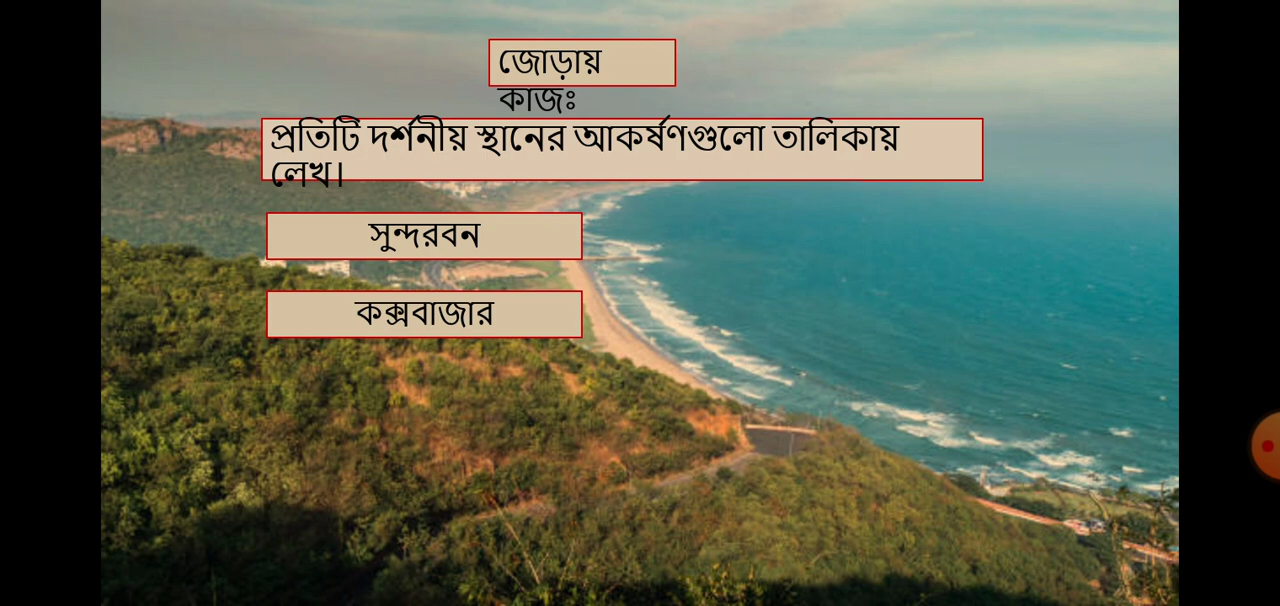 জোড়ায়
কাজঃ
প্রতিটি দর্শনীয় স্থানের আকর্ষণগুলো তালিকায়
লেখ।
সুন্দরবন
কক্সবাজার